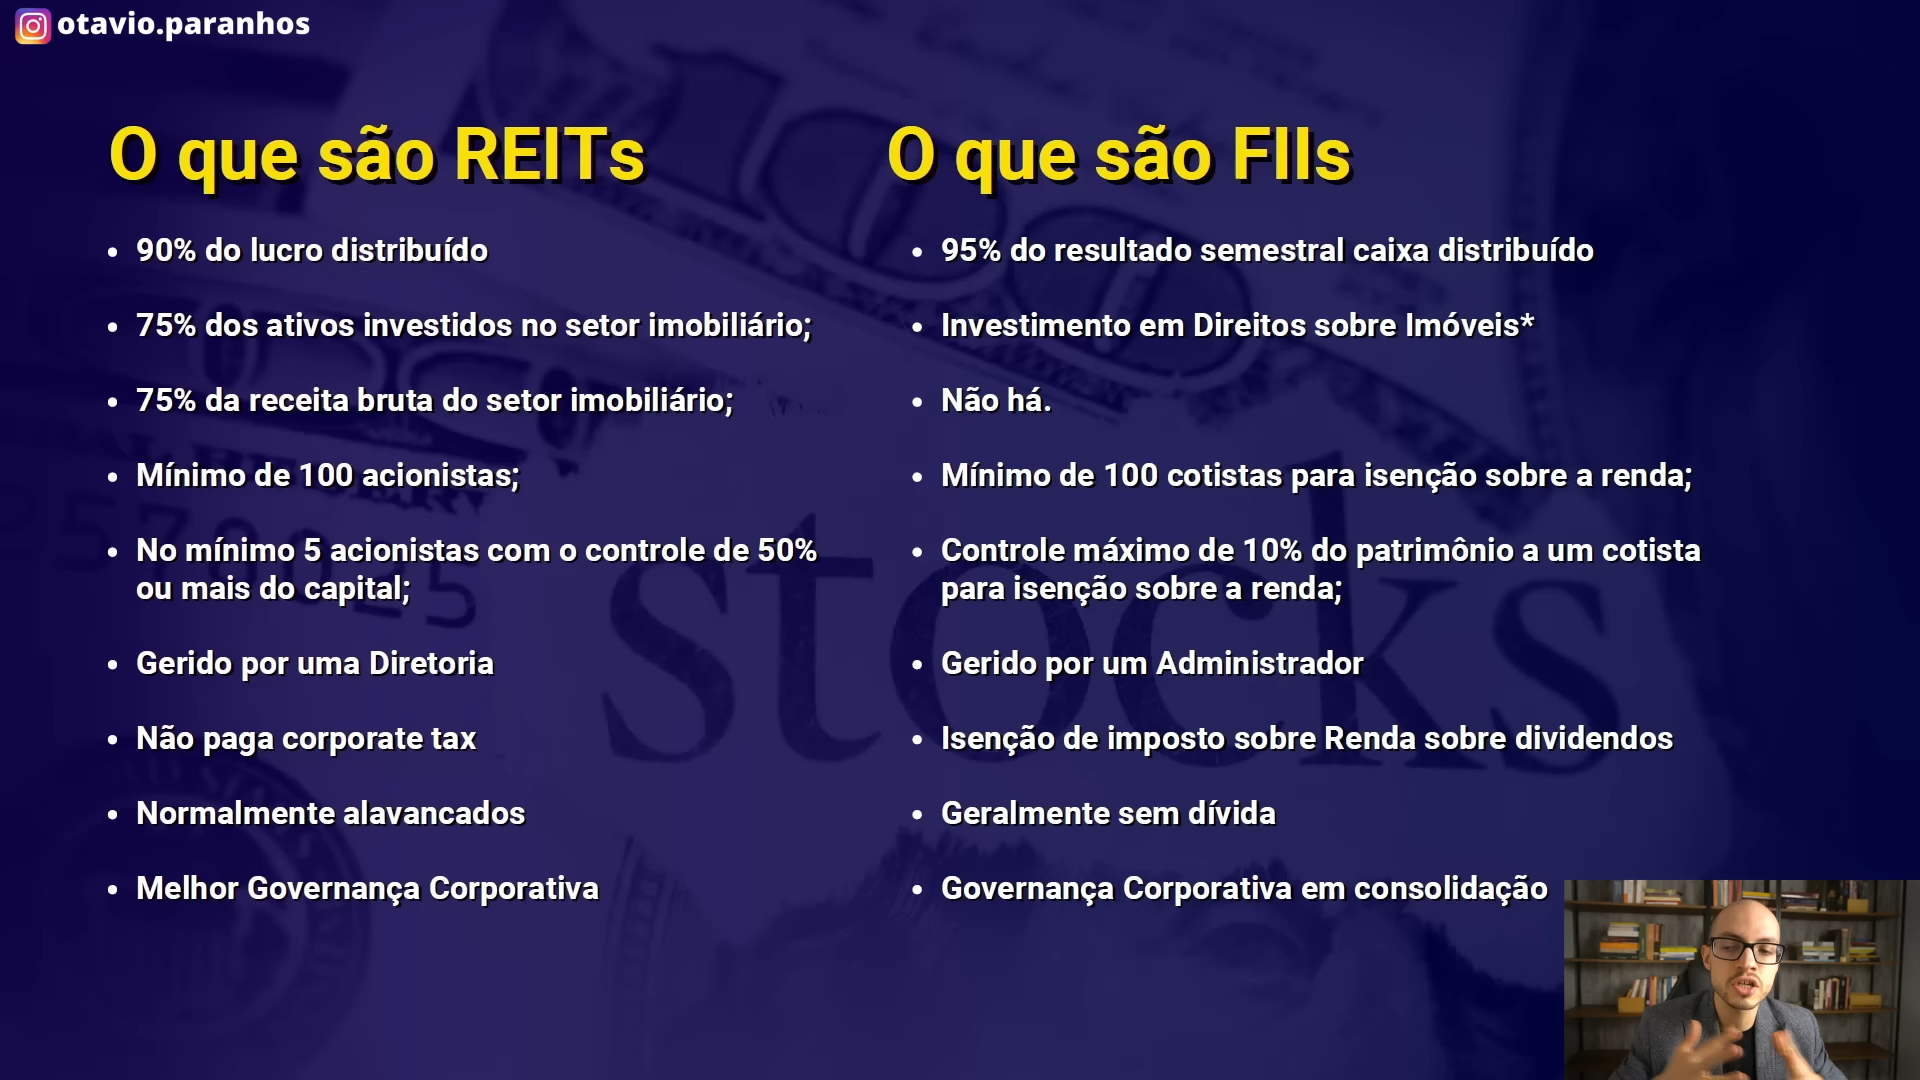 otavio.paranhos
O que são REITs
90% do lucro distribuído
75% dos ativos investidos no setor imobiliário;
75% da receita bruta do setor imobiliário;
Mínimo de 100 acionistas;
No mínimo 5 acionistas com o controle de 50%
ou mais do capital;
Gerido por uma Diretoria
Não paga corporate tax
Normalmente alavancados
Melhor Governança Corporativa
O que são FIIs
95% do resultado semestral caixa distribuído
Investimento em Direitos sobre Imóveis*
Não há.
Mínimo de 100 cotistas para isenção sobre a renda;
Controle máximo de 10% do patrimônio a um cotista
para isenção sobre a renda;
Gerido por um Administrador
Isenção de imposto sobre Renda sobre dividendos
Geralmente sem dívida
Governança Corporativa em consolidação
stocks